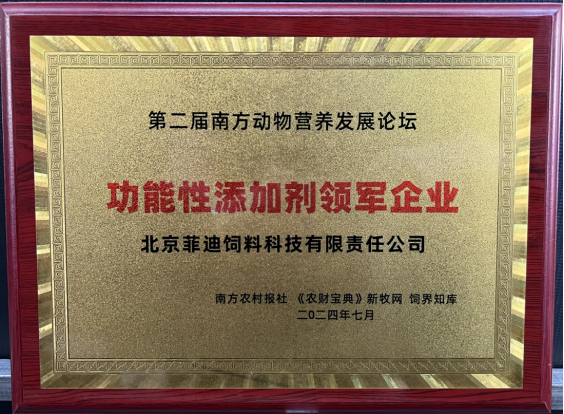 第二届南方动物营养发展论坛
功能性添加剂领军企业
北京菲迪饲料科技有限责任公司
南方农村报社 《农财宝典》新牧网 饲界知库
二〇二四年七月